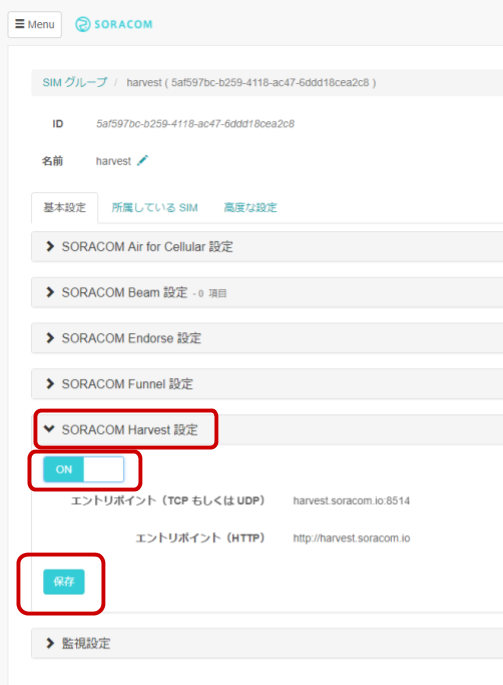 Menu SORACOM
SIM グループ / harvest ( 5af597bc-b259-4118-ac47-6ddd18cea2c8 )
ID 5af597bc-b259-4118-ac47-6ddd18cea2c8
名前 harvest
基本設定 所属している SIM 高度な設定
SORACOM Air for Cellular 設定
SORACOM Beam 設定 - 0 項目
SORACOM Endorse 設定
SORACOM Funnel 設定
SORACOM Harvest 設定
ON
エントリポイント（TCP もしくは UDP） harvest.soracom.io:8514
エントリポイント（HTTP） http://harvest.soracom.io
保存
監視設定